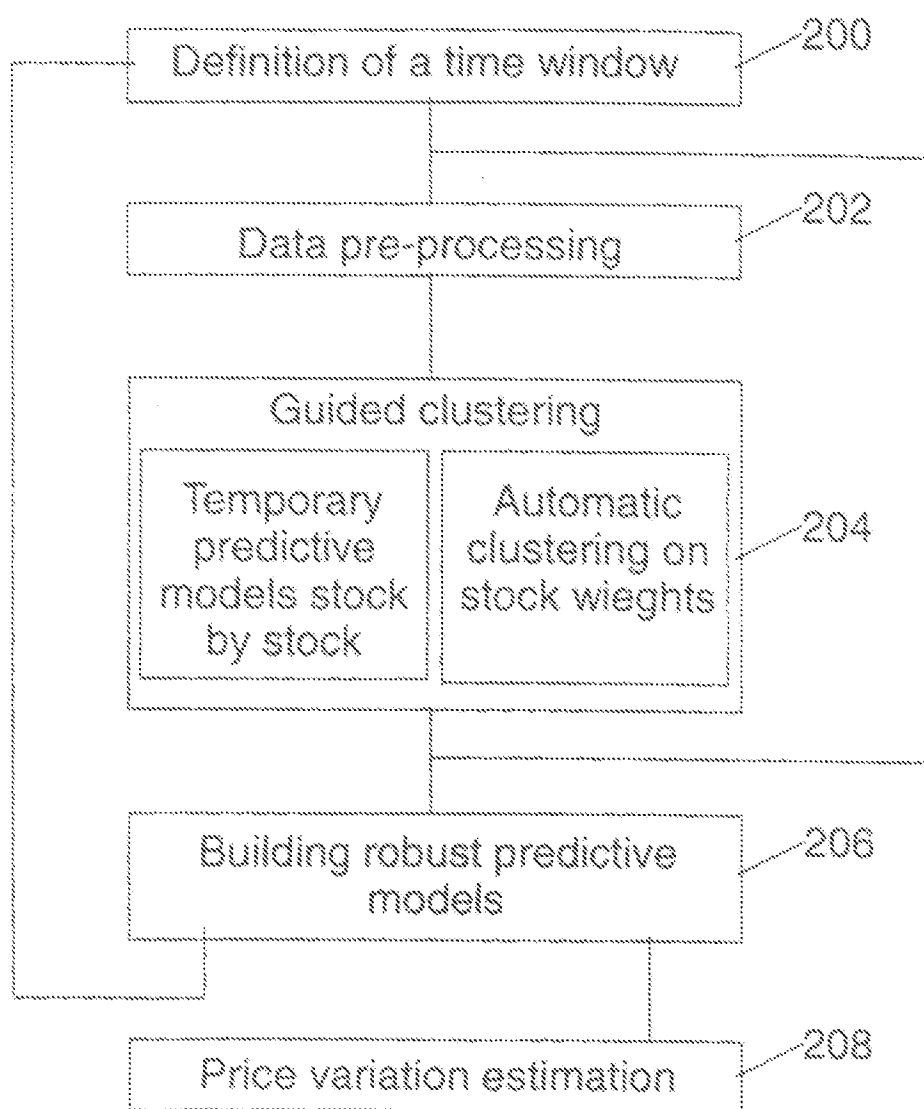 Definition of a time window
200
Data pre-processing
202
Guided clustering
Temporary
predictive
models stock
by stock
Automatic
clustering on
stock wieghts
204
Building robust predictive
models
206
Price variation estimation
208